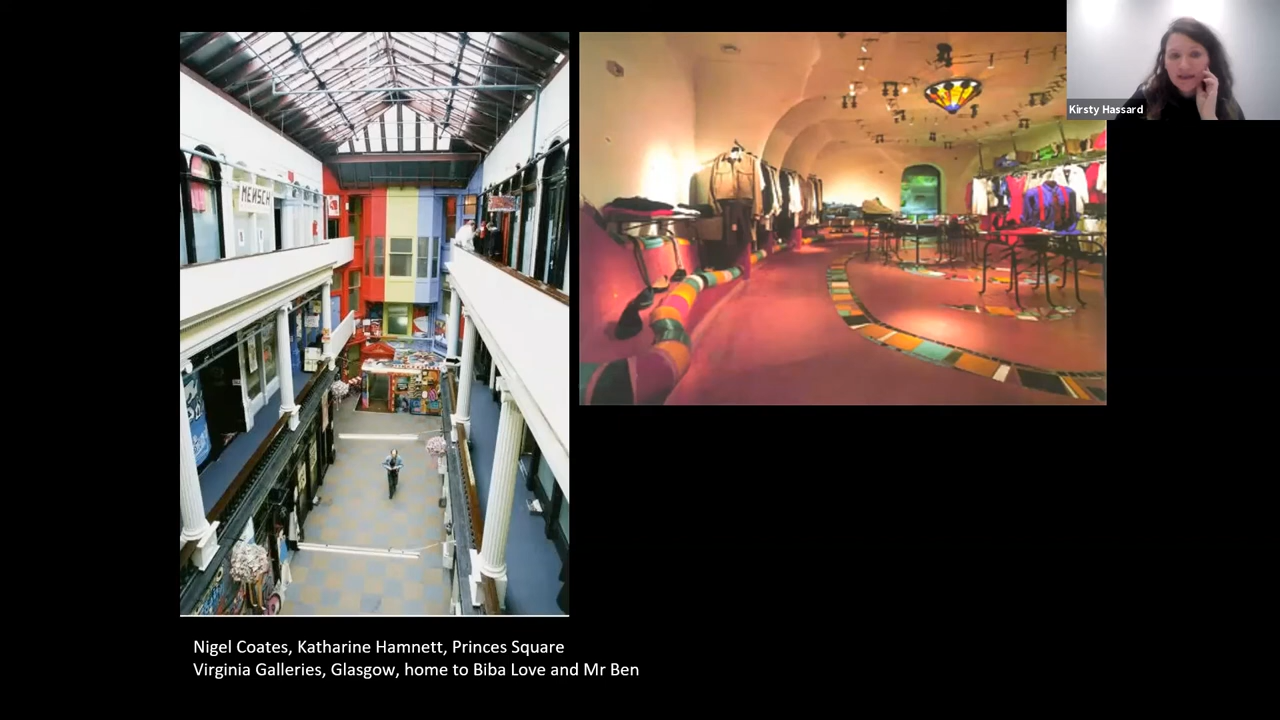 MENSCH
Kirsty Hassard
Nigel Coates, Katharine Hamnett, Princes Square
Virginia Galleries, Glasgow, home to Biba Love and Mr Ben